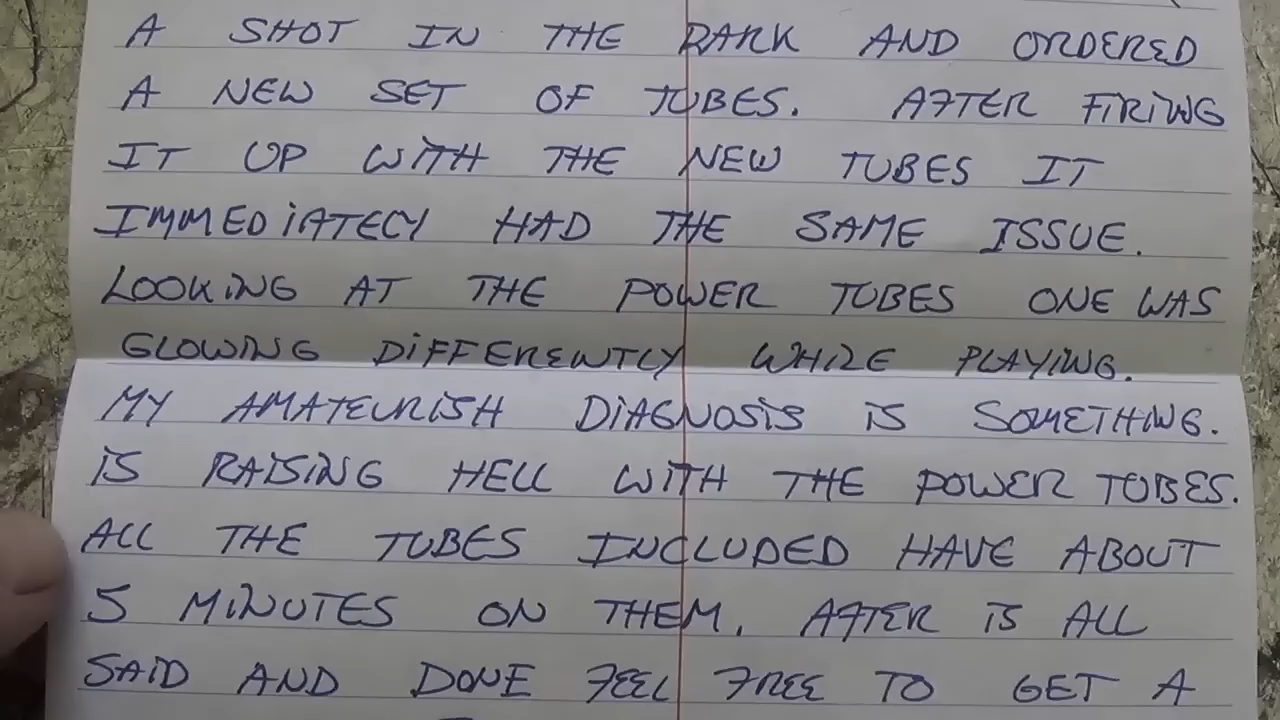 A SHOT IN THE DARK AND ORDERED
A NEW SET OF TUBES. AFTER FIRING
IT UP WITH THE NEW TUBES IT
IMMEDIATELY HAD THE SAME ISSUE.
LOOKING AT THE POWER TUBES ONE WAS
GLOWING DIFFERENTLY WHILE PLAYING.
MY AMATEURISH DIAGNOSIS IS SOMETHING.
IS RAISING HELL WITH THE POWER TUBES.
ALL THE TUBES INCLUDED HAVE ABOUT
5 MINUTES ON THEM. AFTER IS ALL
SAID AND DONE FEEL FREE TO GET A